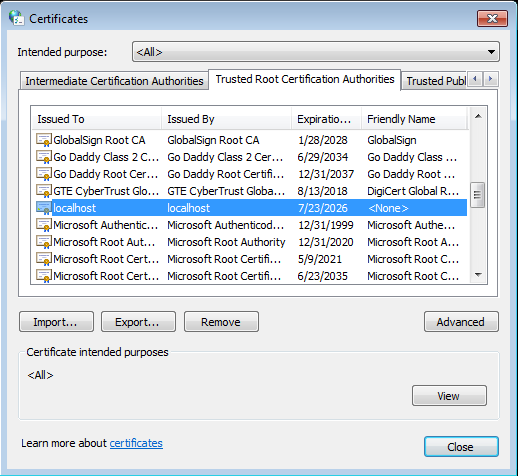 Certificates
Intended purpose: <All>
Intermediate Certification Authorities Trusted Root Certification Authorities Trusted Publ
Issued To Issued By Expiratio... Friendly Name
GlobalSign Root CA GlobalSign Root CA 1/28/2028 GlobalSign
Go Daddy Class 2 C... Go Daddy Class 2 Cer... 6/29/2034 Go Daddy Class ...
Go Daddy Root Cer... Go Daddy Root Certifi... 12/31/2037 Go Daddy Root ...
GTE CyberTrust Glo... GTE CyberTrust Globa... 8/13/2018 DigiCert Global R...
localhost localhost 7/23/2026 <None>
Microsoft Authentic... Microsoft Authenticod... 12/31/1999 Microsoft Authe...
Microsoft Root Aut... Microsoft Root Authority 12/31/2020 Microsoft Root A...
Microsoft Root Cert... Microsoft Root Certifi... 5/9/2021 Microsoft Root C...
Microsoft Root Cert... Microsoft Root Certifi... 6/23/2035 Microsoft Root C...
Import... Export... Remove Advanced
Certificate intended purposes
<All>
View
Learn more about certificates
Close